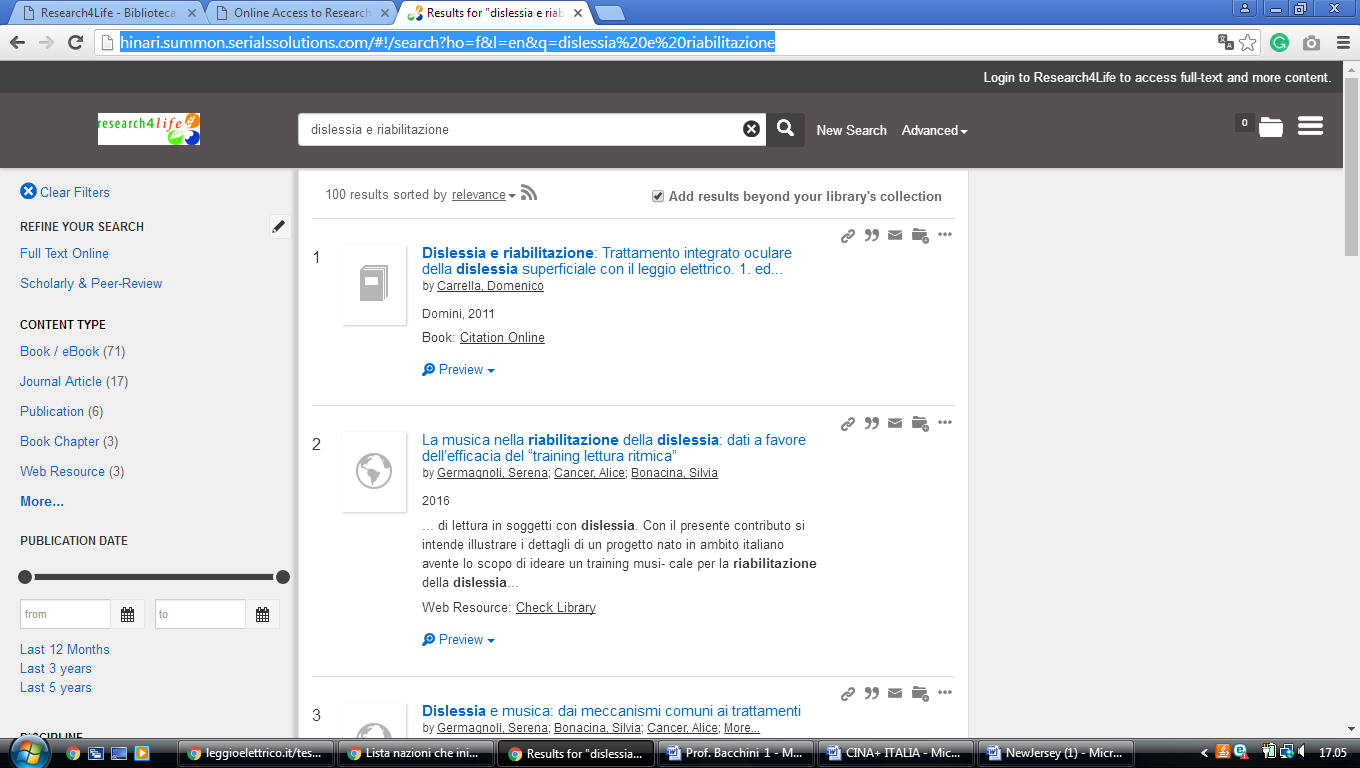 Research4Life - Biblioteca
Online Access to Research
Results for "dislessia e riab
hinari.summon.serialssolutions.com/#!/search?ho=f&l=en&q=dislessia%20e%20riabilitazione
Login to Research4Life to access full-text and more content.
research4life
dislessia e riabilitazione
New Search
Advanced
0
Clear Filters
REFINE YOUR SEARCH
Full Text Online
Scholarly & Peer-Review
CONTENT TYPE
Book / eBook (71)
Journal Article (17)
Publication (6)
Book Chapter (3)
Web Resource (3)
More...
PUBLICATION DATE
from
to
Last 12 Months
Last 3 years
Last 5 years
DISCIPLINE
100 results sorted by relevance
Add results beyond your library's collection
1
Dislessia e riabilitazione: Trattamento integrato oculare
della dislessia superficiale con il leggio elettrico. 1. ed...
by Carrella, Domenico
Domini, 2011
Book: Citation Online
Preview
2
La musica nella riabilitazione della dislessia: dati a favore
dell'efficacia del “training lettura ritmica”
by Germagnoli, Serena; Cancer, Alice; Bonacina, Silvia
2016
... di lettura in soggetti con dislessia. Con il presente contributo si
intende illustrare i dettagli di un progetto nato in ambito italiano
avente lo scopo di ideare un training musi- cale per la riabilitazione
della dislessia...
Web Resource: Check Library
Preview
3
Dislessia e musica: dai meccanismi comuni ai trattamenti
by Germagnoli, Serena; Bonacina, Silvia; Cancer, Alice; More...
leggioelettrico.it/tes...
Lista nazioni che ini...
Results for "dislessia...
Prof. Bacchini 1 - M...
CINA+ ITALIA - Mic...
NewJersey (1) - Micr...
17.05